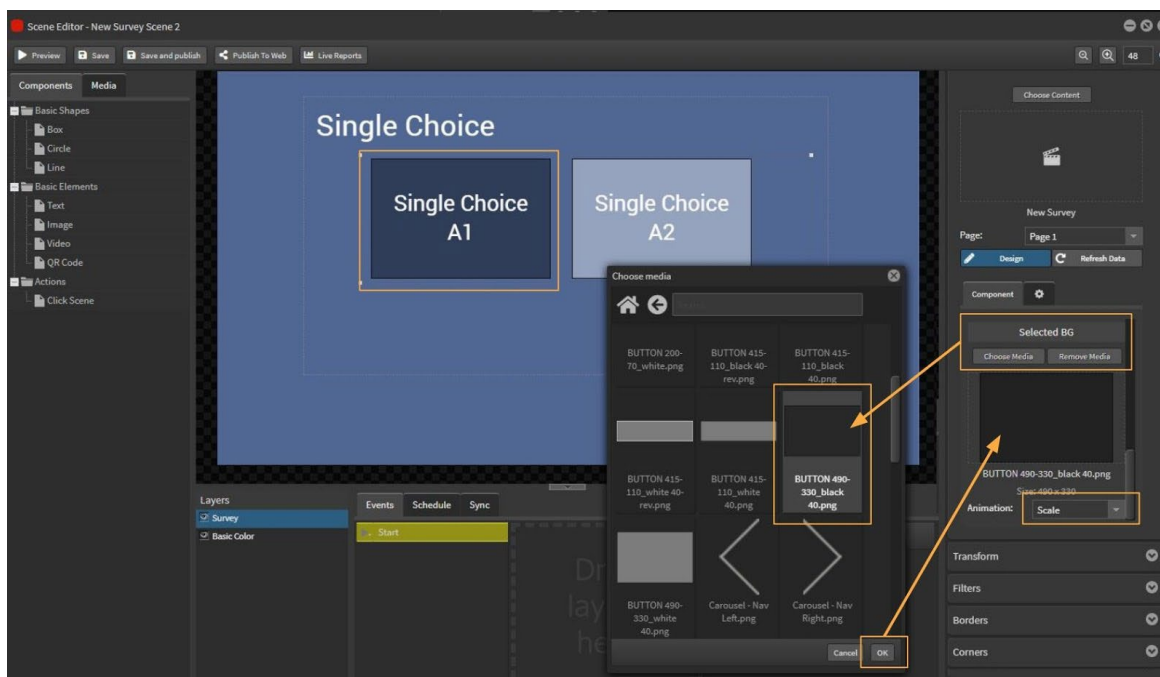 Scene Editor - New Survey Scene 2
Preview
Save
Save and publish
Publish To Web
Live Reports
48
Components
Media
Basic Shapes
Box
Circle
Line
Basic Elements
Text
Image
Video
QR Code
Actions
Click Scene
Single Choice
Single Choice
A1
Single Choice
A2
Layers
Survey
Basic Color
Events
Schedule
Sync
Start
Choose media
BUTTON 200-
70_white.png
BUTTON 415-
110_black 40-
rev.png
BUTTON 415-
110_black
40.png
BUTTON 415-
110_white 40-
rev.png
BUTTON 415-
110_white
40.png
BUTTON 490-
330_black
40.png
BUTTON 490-
330_white
40.png
Carousel - Nav
Left.png
Carousel - Nav
Right.png
Cancel
OK
Choose Content
New Survey
Page:
Page 1
Design
Refresh Data
Component
Selected BG
Choose Media
Remove Media
BUTTON 490-330_black 40.png
Size: 490 x 330
Animation:
Scale
Transform
Filters
Borders
Corners